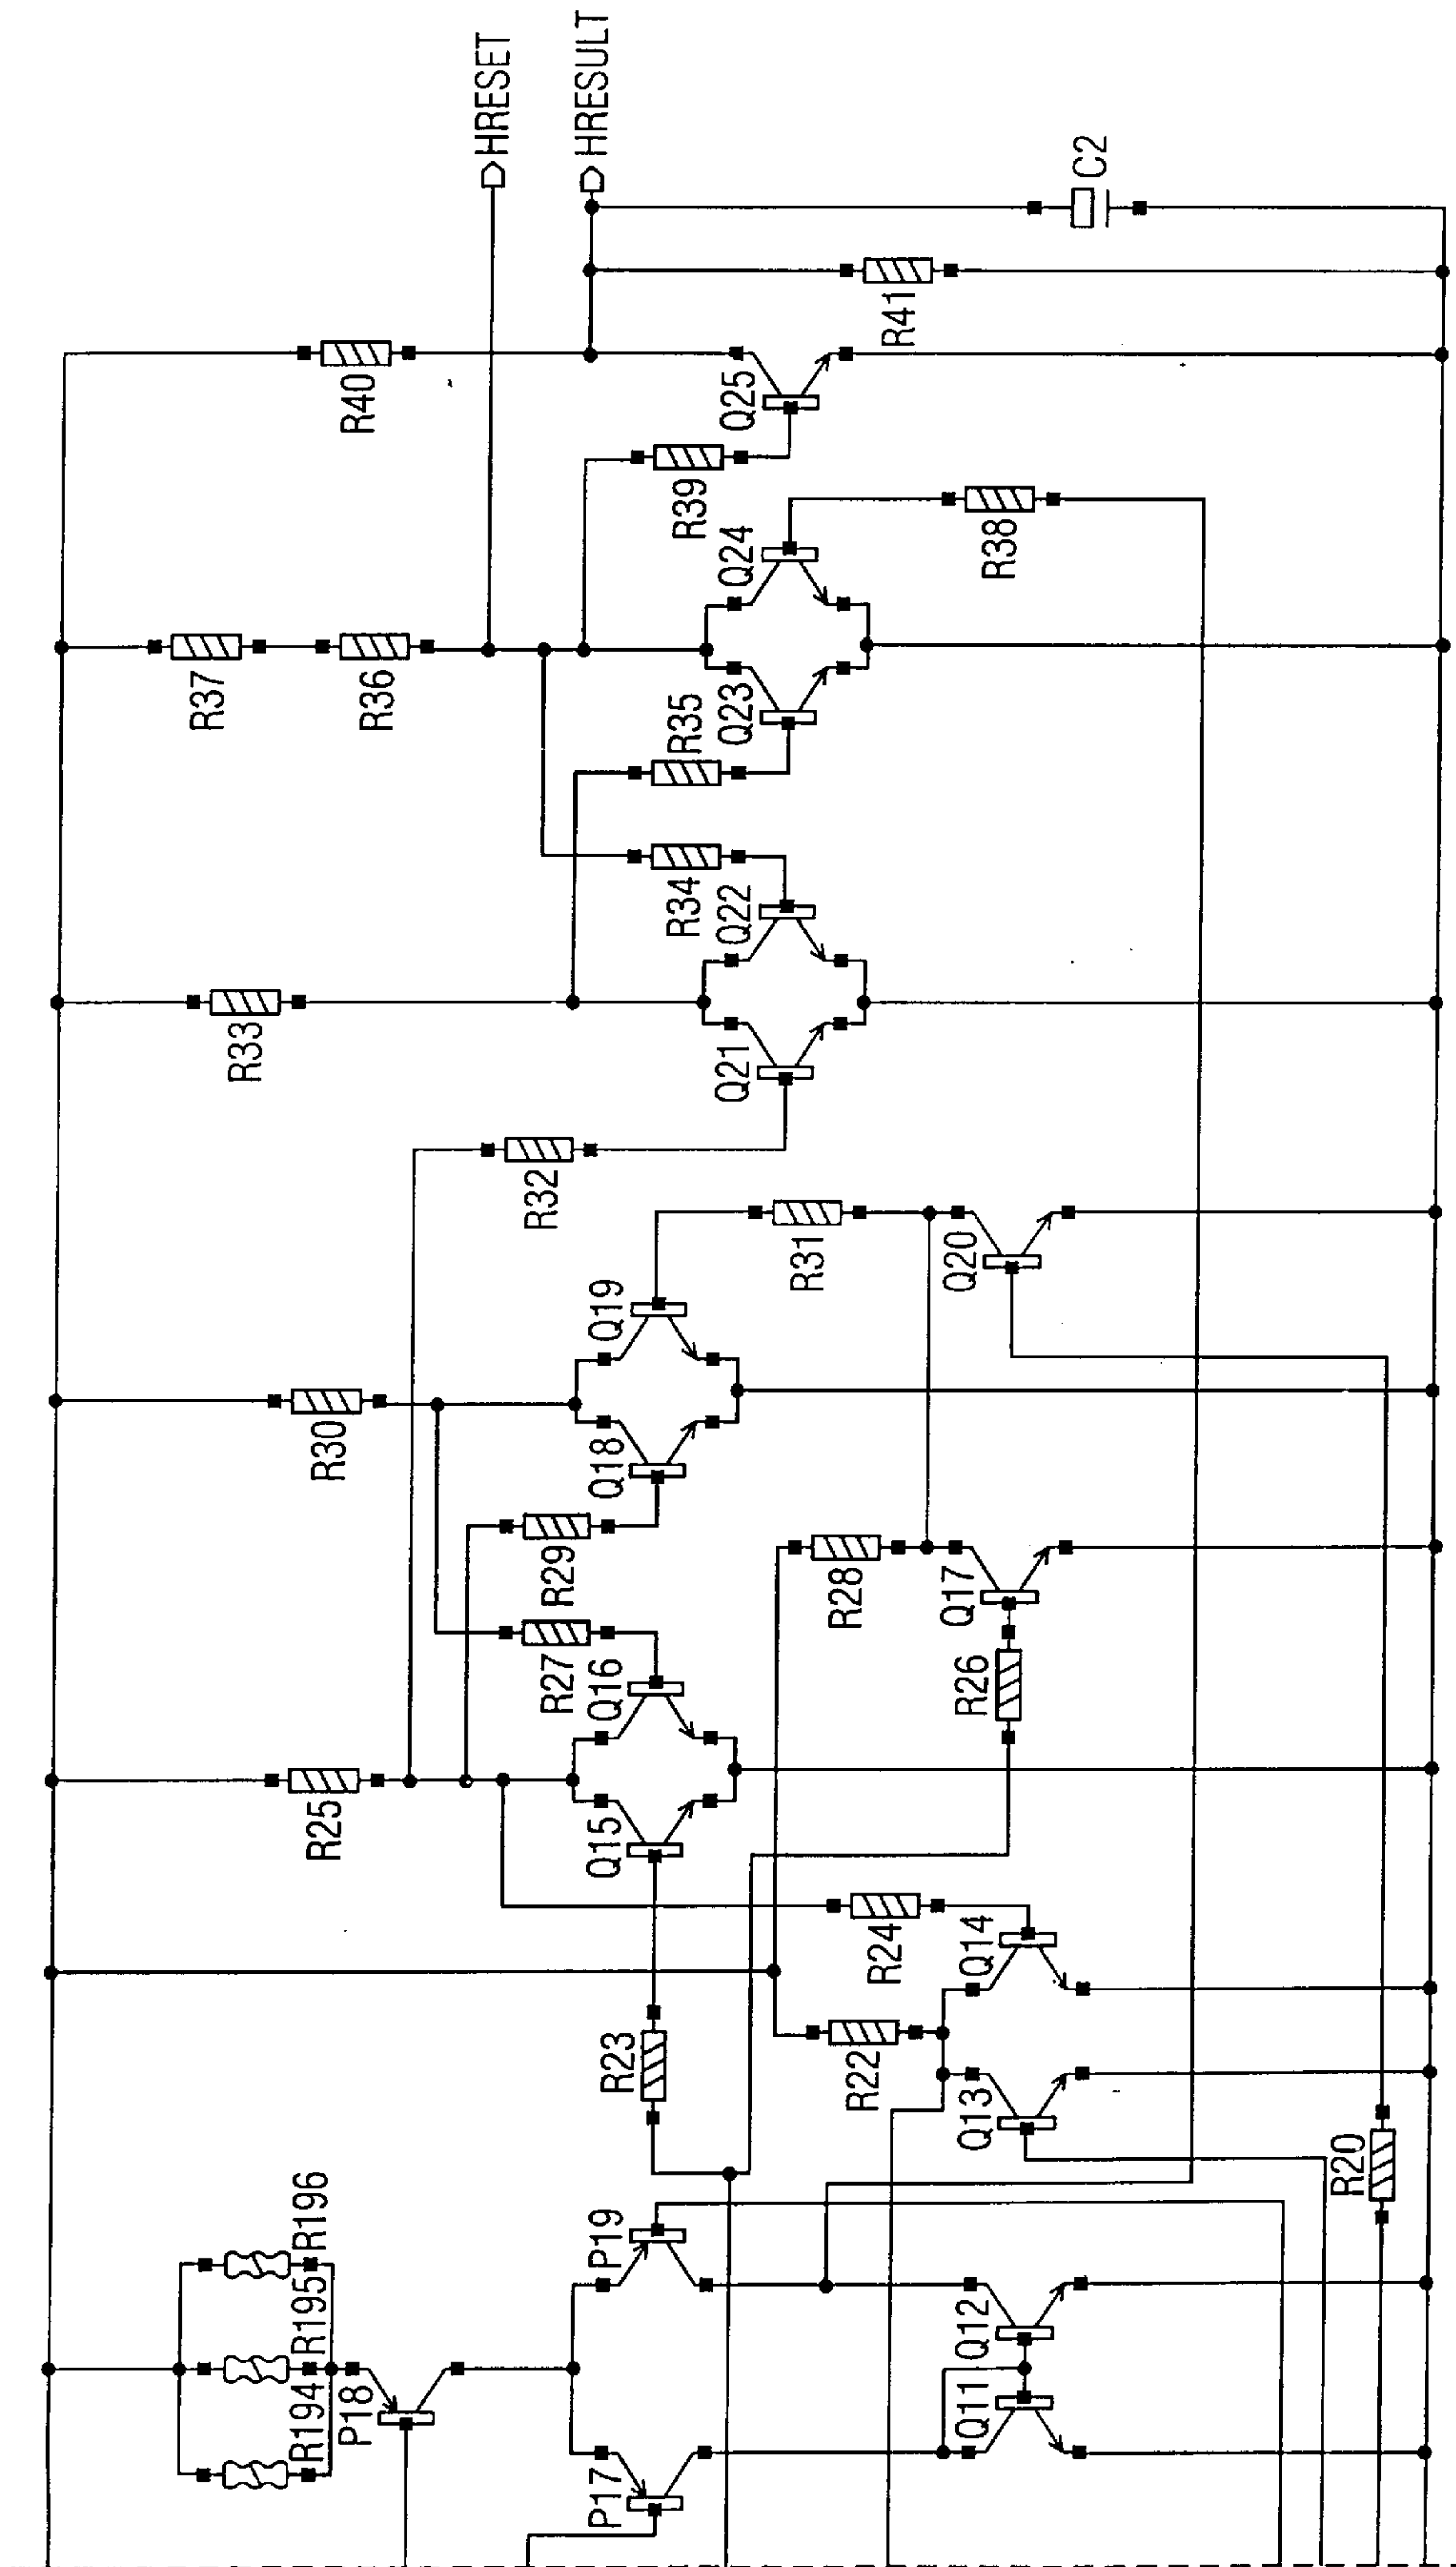 HRESET
HRESULT
C2
R41
R40
Q25
R39
R38
Q24
R37
R36
Q23
R35
R34
Q22
R33
Q21
R32
R31
Q20
Q19
R30
Q18
R29
R28
Q17
R27
Q16
R26
R25
Q15
R24
Q14
R23
R22
Q13
R20
R196
R195
R194
P19
P18
Q12
Q11
P17